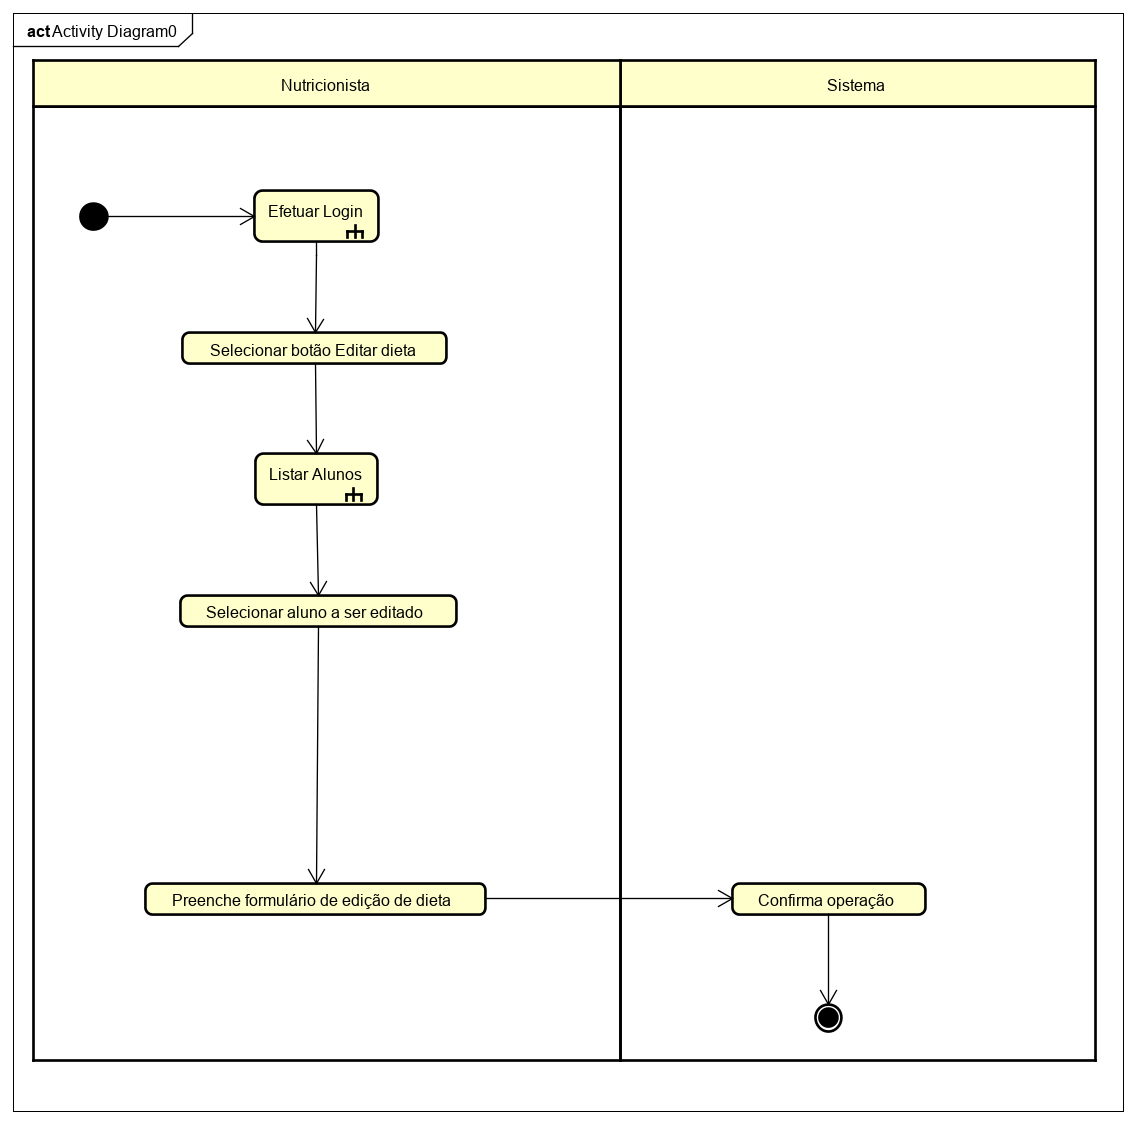 act Activity Diagram0
Nutricionista
Sistema
Efetuar Login
Selecionar botão Editar dieta
Listar Alunos
Selecionar aluno a ser editado
Preenche formulário de edição de dieta
Confirma operação